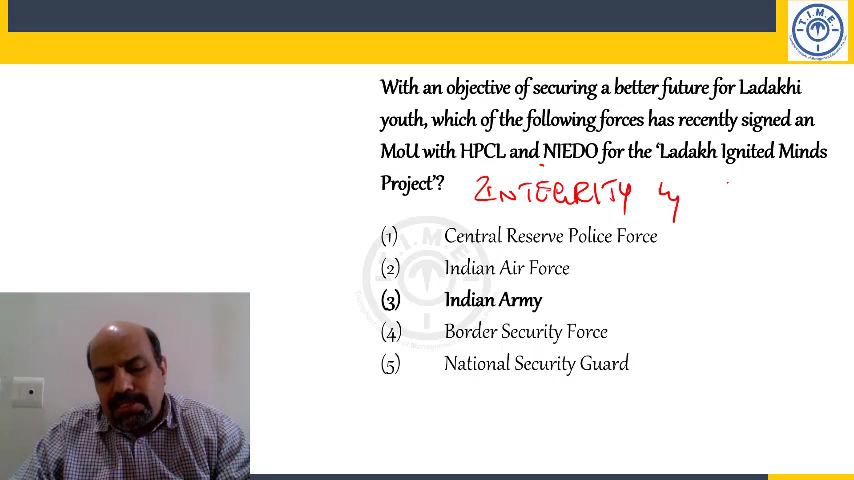 T.I.M.E.
With an objective of securing a better future for Ladakhi
youth, which of the following forces has recently signed an
MoU with HPCL and NIEDO for the ‘Ladakh Ignited Minds
Project’?
INTEGRITY by
(1) Central Reserve Police Force
(2) Indian Air Force
(3) Indian Army
(4) Border Security Force
(5) National Security Guard